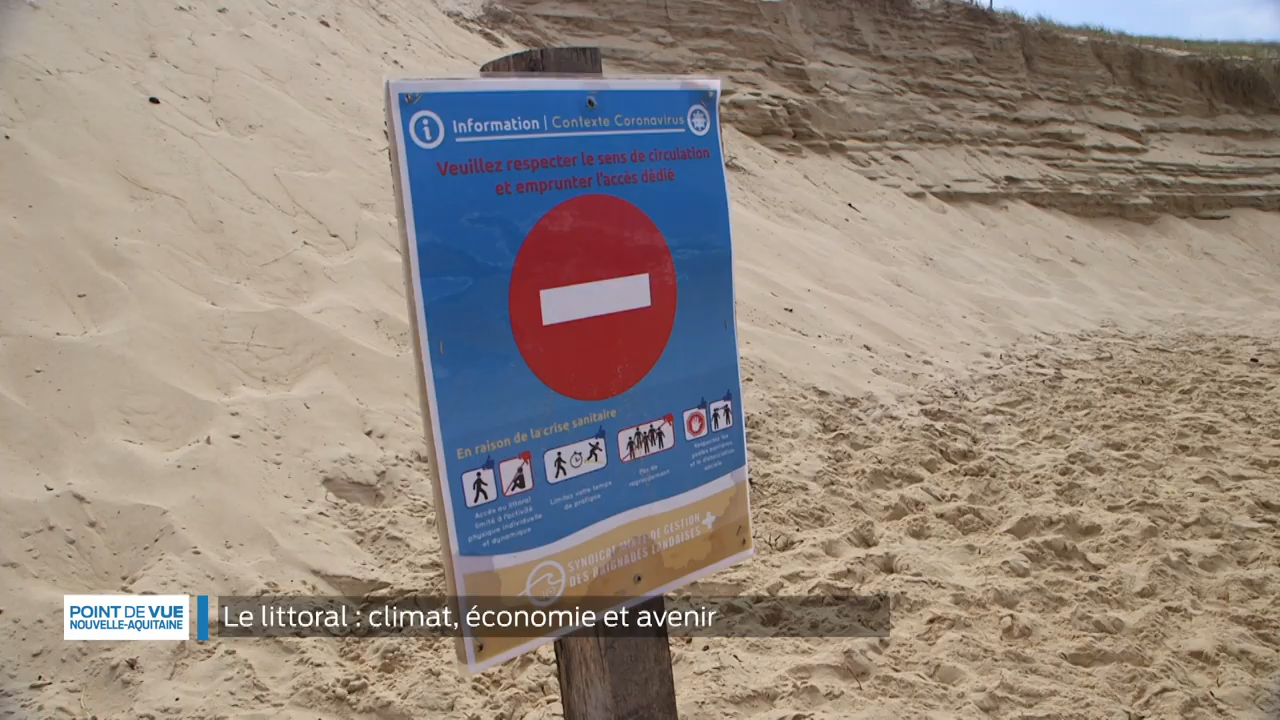 Information | Contexte Coronavirus
Veuillez respecter le sens de circulation
et emprunter l'accès dédié
En raison de la crise sanitaire
Accès au littoral
limité à l'activité
physique individuelle
et dynamique
Limitez votre temps
de pratique
Pas de
regroupement
Respectez les
gestes barrières
et la distanciation
sociale
SYNDICAT MIXTE DE GESTION
DES BAIGNADES LANDAISES
POINT DE VUE
NOUVELLE-AQUITAINE
Le littoral : climat, économie et avenir